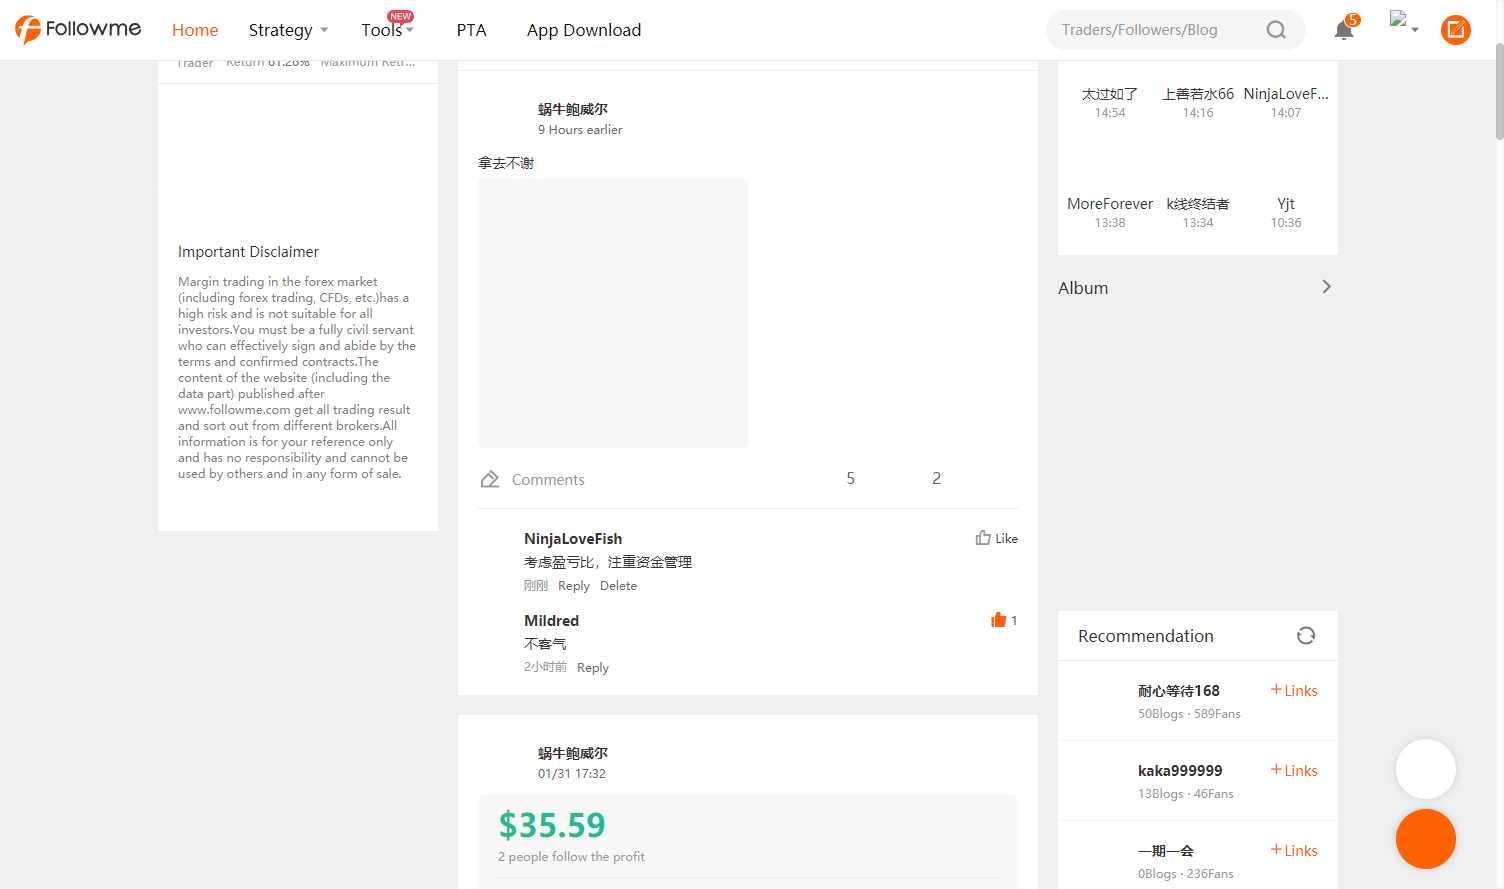 Followme
Home
Strategy
Tools
NEW
PTA
App Download
Traders/Followers/Blog
5
Trader
Return 61.26%
Maximum Retr...
Important Disclaimer
Margin trading in the forex market
(including forex trading, CFDs, etc.)has a
high risk and is not suitable for all
investors.You must be a fully civil servant
who can effectively sign and abide by the
terms and confirmed contracts.The
content of the website (including the
data part) published after
www.followme.com get all trading result
and sort out from different brokers.All
information is for your reference only
and has no responsibility and cannot be
used by others and in any form of sale.
蜗牛鲍威尔
9 Hours earlier
拿去不谢
Comments
5
2
NinjaLoveFish
Like
考虑盈亏比，注重资金管理
刚刚 Reply Delete
Mildred
1
不客气
2小时前 Reply
蜗牛鲍威尔
01/31 17:32
$35.59
2 people follow the profit
太过如了
14:54
上善若水66
14:16
NinjaLoveF...
14:07
MoreForever
13:38
k线终结者
13:34
Yjt
10:36
Album
Recommendation
耐心等待168
+Links
50Blogs · 589Fans
kaka999999
+Links
13Blogs · 46Fans
一期一会
+Links
0Blogs · 236Fans